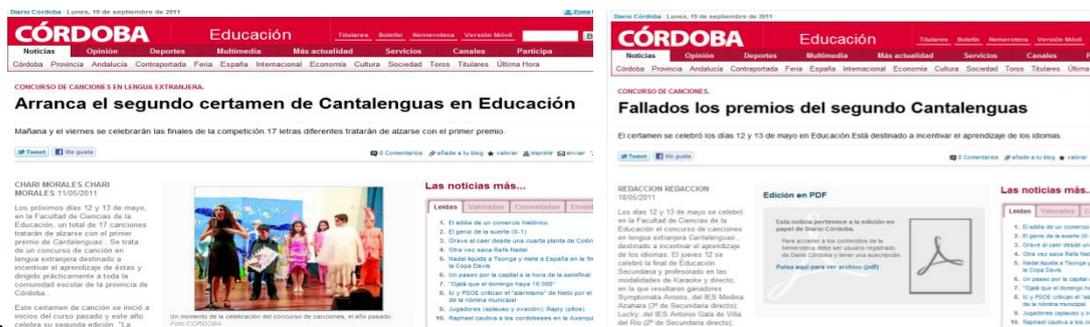 Diario Córdoba : Lunes, 19 de septiembre de 2011
CÓRDOBA Educación
Titulares Boletín Hemeroteca Versión Móvil
Noticias Opinión Deportes Multimedia Más actualidad Servicios Canales Participa
Córdoba Provincia Andalucía Contraportada Feria España Internacional Economía Cultura Sociedad Toros Titulares Última Hora
CONCURSO DE CANCIONES EN LENGUA EXTRANJERA.
Arranca el segundo certamen de Cantalenguas en Educación
Mañana y el viernes se celebrarán las finales de la competición.17 letras diferentes tratarán de alzarse con el primer premio.
Tweet Me gusta
0 Comentarios añade a tu blog valorar imprimir enviar
CHARI MORALES CHARI
MORALES 11/05/2011
Los próximos días 12 y 13 de mayo,
en la Facultad de Ciencias de la
Educación, un total de 17 canciones
tratarán de alzarse con el primer
premio de Cantalenguas . Se trata
de un concurso de canción en
lengua extranjera destinado a
incentivar el aprendizaje de éstas y
dirigido prácticamente a toda la
comunidad escolar de la provincia de
Córdoba..
Este certamen de canción se inició a
inicios del curso pasado y este año
celebra su segunda edición. "La
Un momento de la celebración del concurso de canciones, el año pasado.
Foto:CORDOBA
Las noticias más...
Leídas Valoradas Comentadas
1. El adiós de un comercio histórico
2. El genio de la suerte (0-1)
3. Grave al caer desde una cuarta planta de Colón
4. Otra vez saca Rafa Nadal
5. Nadal liquida a Tsonga y mete a España en la
la Copa Davis
6. Un paseo por la capital a la hora de la semifinal
7. "Ojalá que el domingo haya 10.000"
8. IU y PSOE critican el "alarmismo" de Nieto por el
de la nómina municipal
9. Jugadores (aplauso y ovación); Rapy (pitos)
10. Raphael cautiva a los cordobeses en la
Diario Córdoba : Lunes, 19 de septiembre de 2011
CÓRDOBA Educación
Titulares Boletín Hemeroteca Versión Móvil
Noticias Opinión Deportes Multimedia Más actualidad Servicios Canales
Córdoba Provincia Andalucía Contraportada Feria España Internacional Economía Cultura Sociedad Toros Titulares Última
CONCURSO DE CANCIONES.
Fallados los premios del segundo Cantalenguas
El certamen se celebró los días 12 y 13 de mayo en Educación.Está destinado a incentivar el aprendizaje de los idiomas.
Tweet Me gusta
0 Comentarios añade a tu blog valorar
REDACCION REDACCION
18/05/2011
Los días 12 y 13 de mayo se celebró
en la Facultad de Ciencias de la
Educación el concurso de canciones
en lengua extranjera Cantalenguas ,
destinado a incentivar el aprendizaje
de los idiomas. El jueves 12 se
celebró la final de Educación
Secundaria y profesorado en las
modalidades de Karaoke y directo,
en la que resultaron ganadores
Symptomata Amoris, del IES Medina
Azahara (3º de Secundaria directo);
Lucky, del IES Antonio Gala de Villa
del Río (2º de Secundaria directo);
Edición en PDF
Esta noticia pertenece a la edición en
papel de Diario Córdoba.
Para acceder a los contenidos de la
hemeroteca debe ser usuario registrado
de Diario Córdoba y tener una suscripción.
Pulsa aquí para ver archivo (pdf)
Las noticias más..
Leídas Valoradas
1. El adiós de un comercio
2. El genio de la suerte
3. Grave al caer desde una
4. Otra vez saca Rafa
5. Nadal liquida a Tsonga y
la Copa Davis
6. Un paseo por la capital
7. "Ojalá que el domingo
8. IU y PSOE critican el
de la nómina municipal
9. Jugadores (aplauso y
10. Raphael cautiva a los